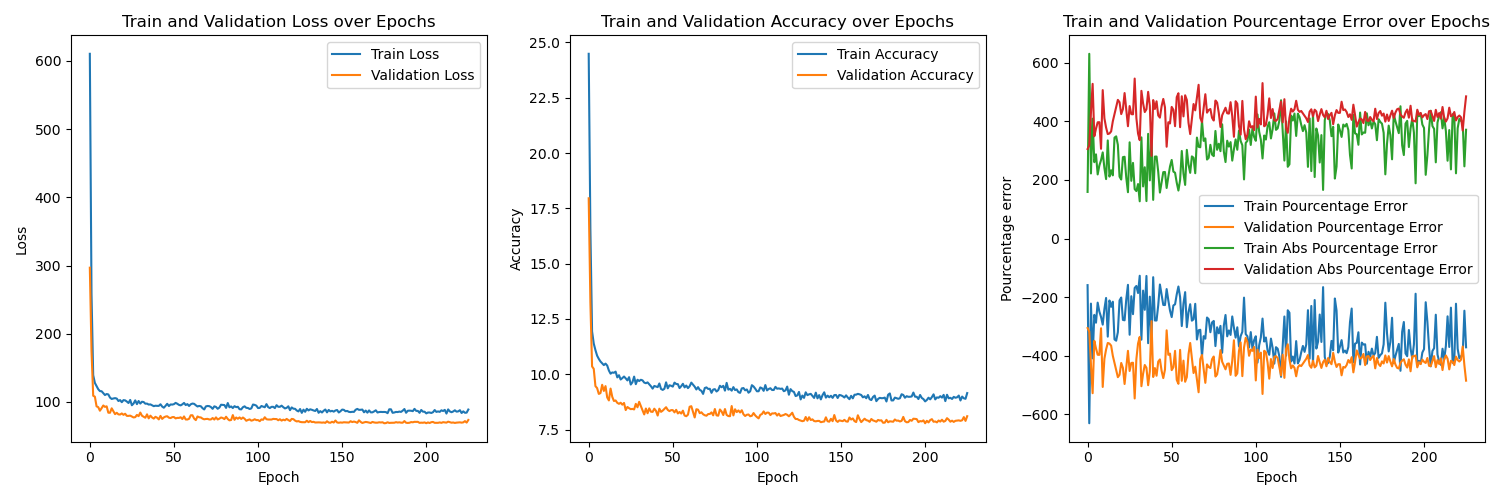 Train and Validation Loss over Epochs
Loss
600
500
400
300
200
100
0
50
100
150
200
Epoch
Train Loss
Validation Loss
Train and Validation Accuracy over Epochs
Accuracy
25.0
22.5
20.0
17.5
15.0
12.5
10.0
7.5
0
50
100
150
200
Epoch
Train Accuracy
Validation Accuracy
Train and Validation Pourcentage Error over Epochs
Pourcentage error
600
400
200
0
−200
−400
−600
0
50
100
150
200
Epoch
Train Pourcentage Error
Validation Pourcentage Error
Train Abs Pourcentage Error
Validation Abs Pourcentage Error